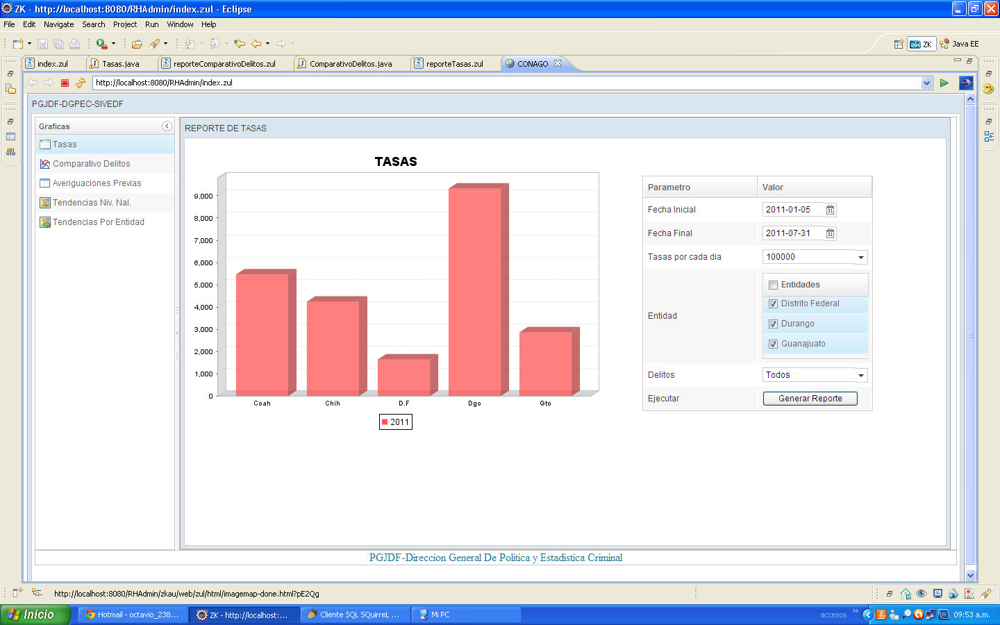 ZK - http://localhost:8080/RHAdmin/index.zul - Eclipse
File Edit Navigate Search Project Run Window Help
ZK Java EE
index.zul Tasas.java reporteComparativoDelitos.zul ComparativoDelitos.java reporteTasas.zul CONAGO
http://localhost:8080/RHAdmin/index.zul
PGJDF-DGPEC-SIVEDF
Graficas
Tasas
Comparativo Delitos
Averiguaciones Previas
Tendencias Niv. Nal.
Tendencias Por Entidad
REPORTE DE TASAS
TASAS
9,000
8,000
7,000
6,000
5,000
4,000
3,000
2,000
1,000
0
Coah Chih D.F Dgo Gto
2011
Parametro Valor
Fecha Inicial 2011-01-05
Fecha Final 2011-07-31
Tasas por cada dia 100000
Entidad
Entidades
Distrito Federal
Durango
Guanajuato
Delitos Todos
Ejecutar Generar Reporte
PGJDF-Direccion General De Politica y Estadistica Criminal
http://localhost:8080/RHAdmin/zkau/web/zul/html/imagemap-done.html?pE2Qg
Inicio Hotmail - octavio_238... ZK - http://localhost:... Cliente SQL SQuirreL ... Mi PC accesos 09:53 a.m.